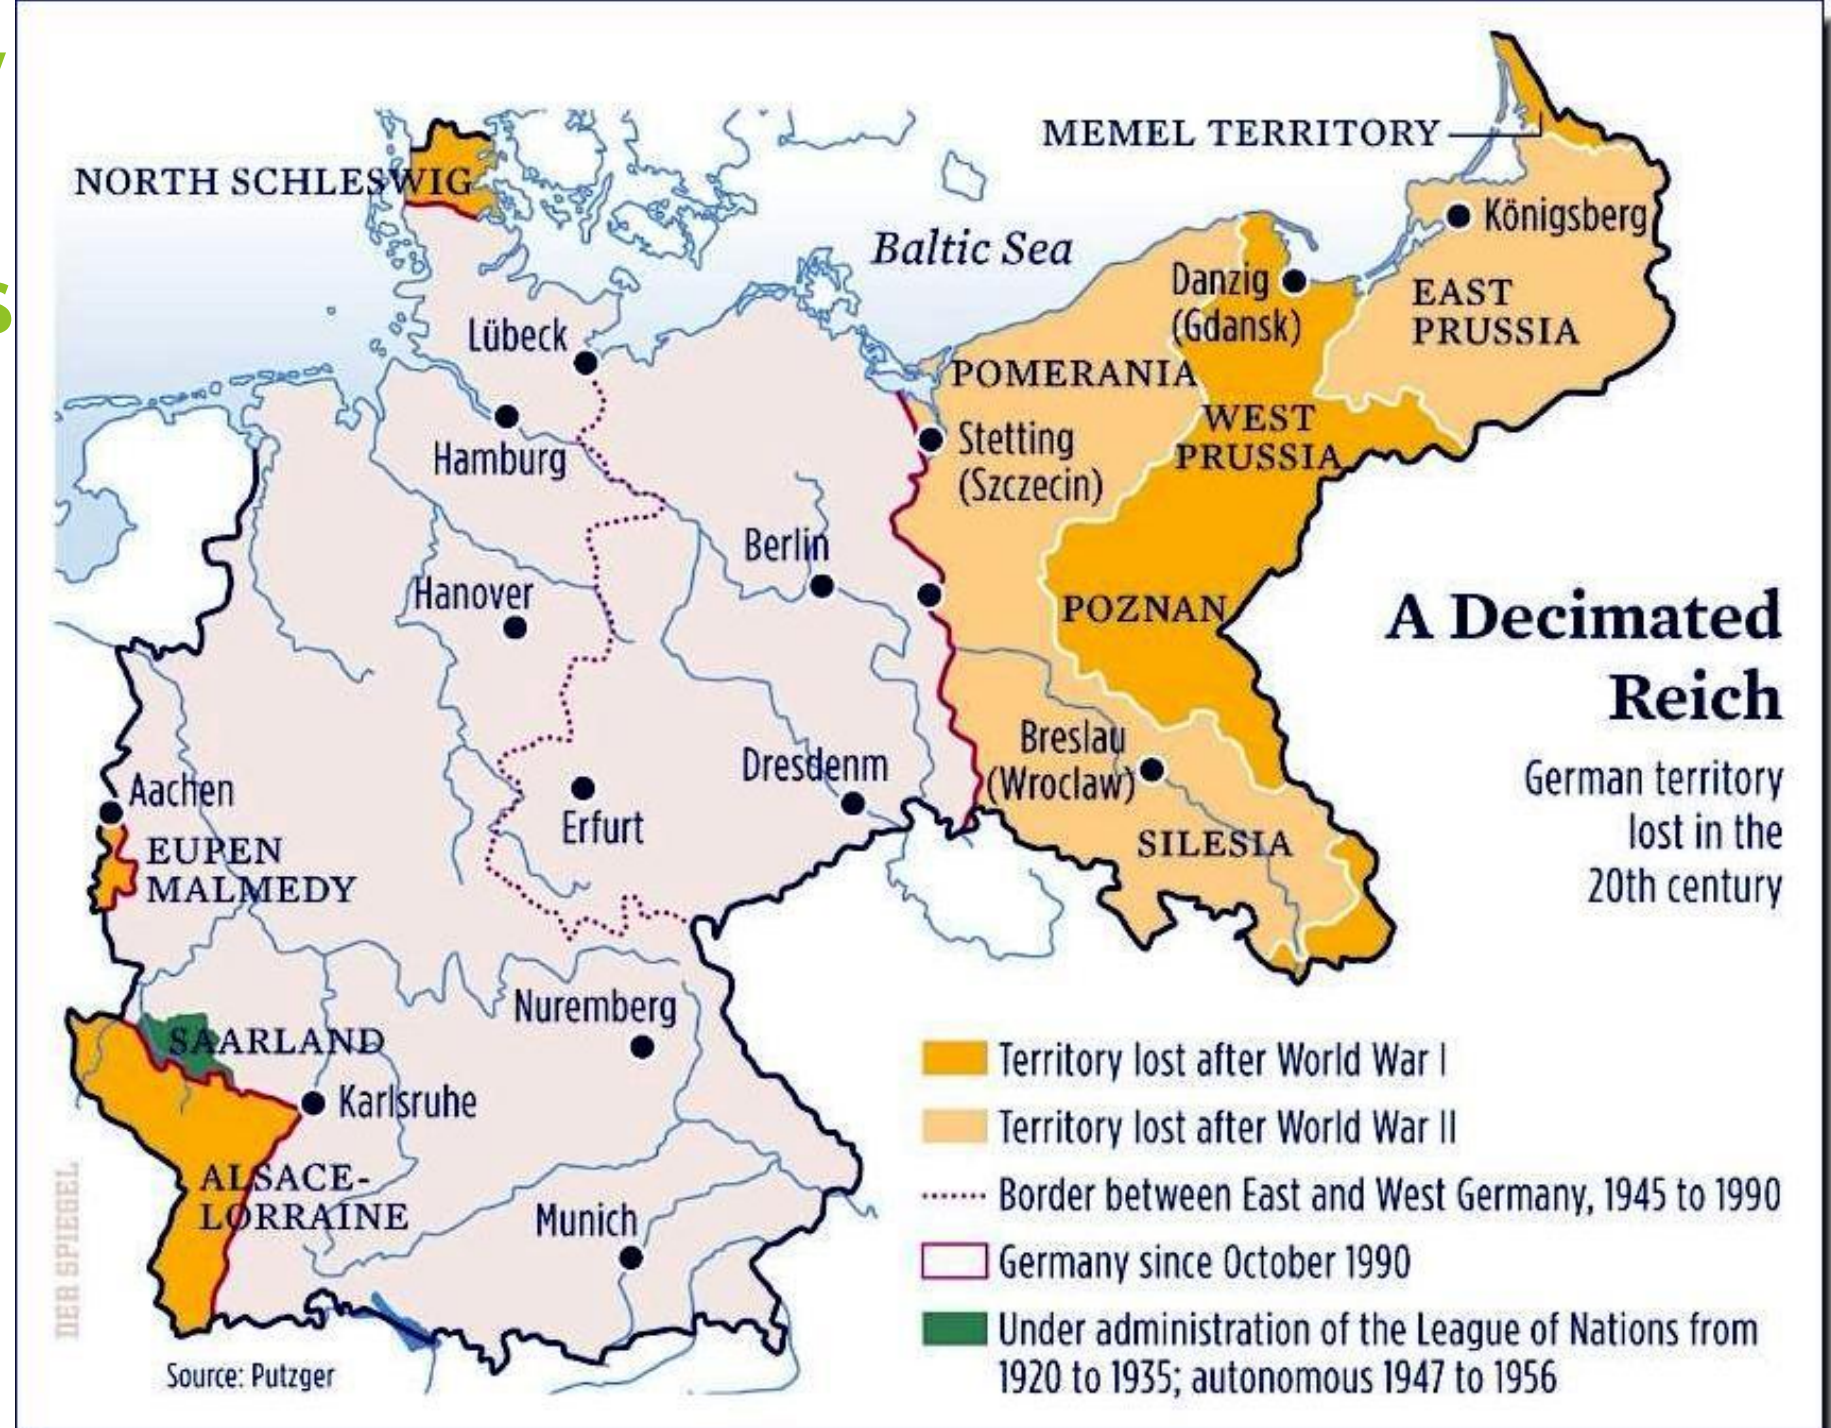 MEMEL TERRITORY
NORTH SCHLESWIG
Königsberg
Baltic Sea
Danzig
(Gdansk)
EAST
PRUSSIA
Lübeck
POMERANIA
WEST
PRUSSIA
Hamburg
Stetting
(Szczecin)
Berlin
Hanover
POZNAN
A Decimated
Reich
German territory
lost in the
20th century
Breslau
(Wroclaw)
Dresdenm
Aachen
Erfurt
EUPEN
MALMEDY
SILESIA
Nuremberg
SAARLAND
Karlsruhe
ALSACE-
LORRAINE
Munich
Territory lost after World War I
Territory lost after World War II
Border between East and West Germany, 1945 to 1990
Germany since October 1990
Under administration of the League of Nations from
1920 to 1935; autonomous 1947 to 1956
DER SPIEGEL
Source: Putzger